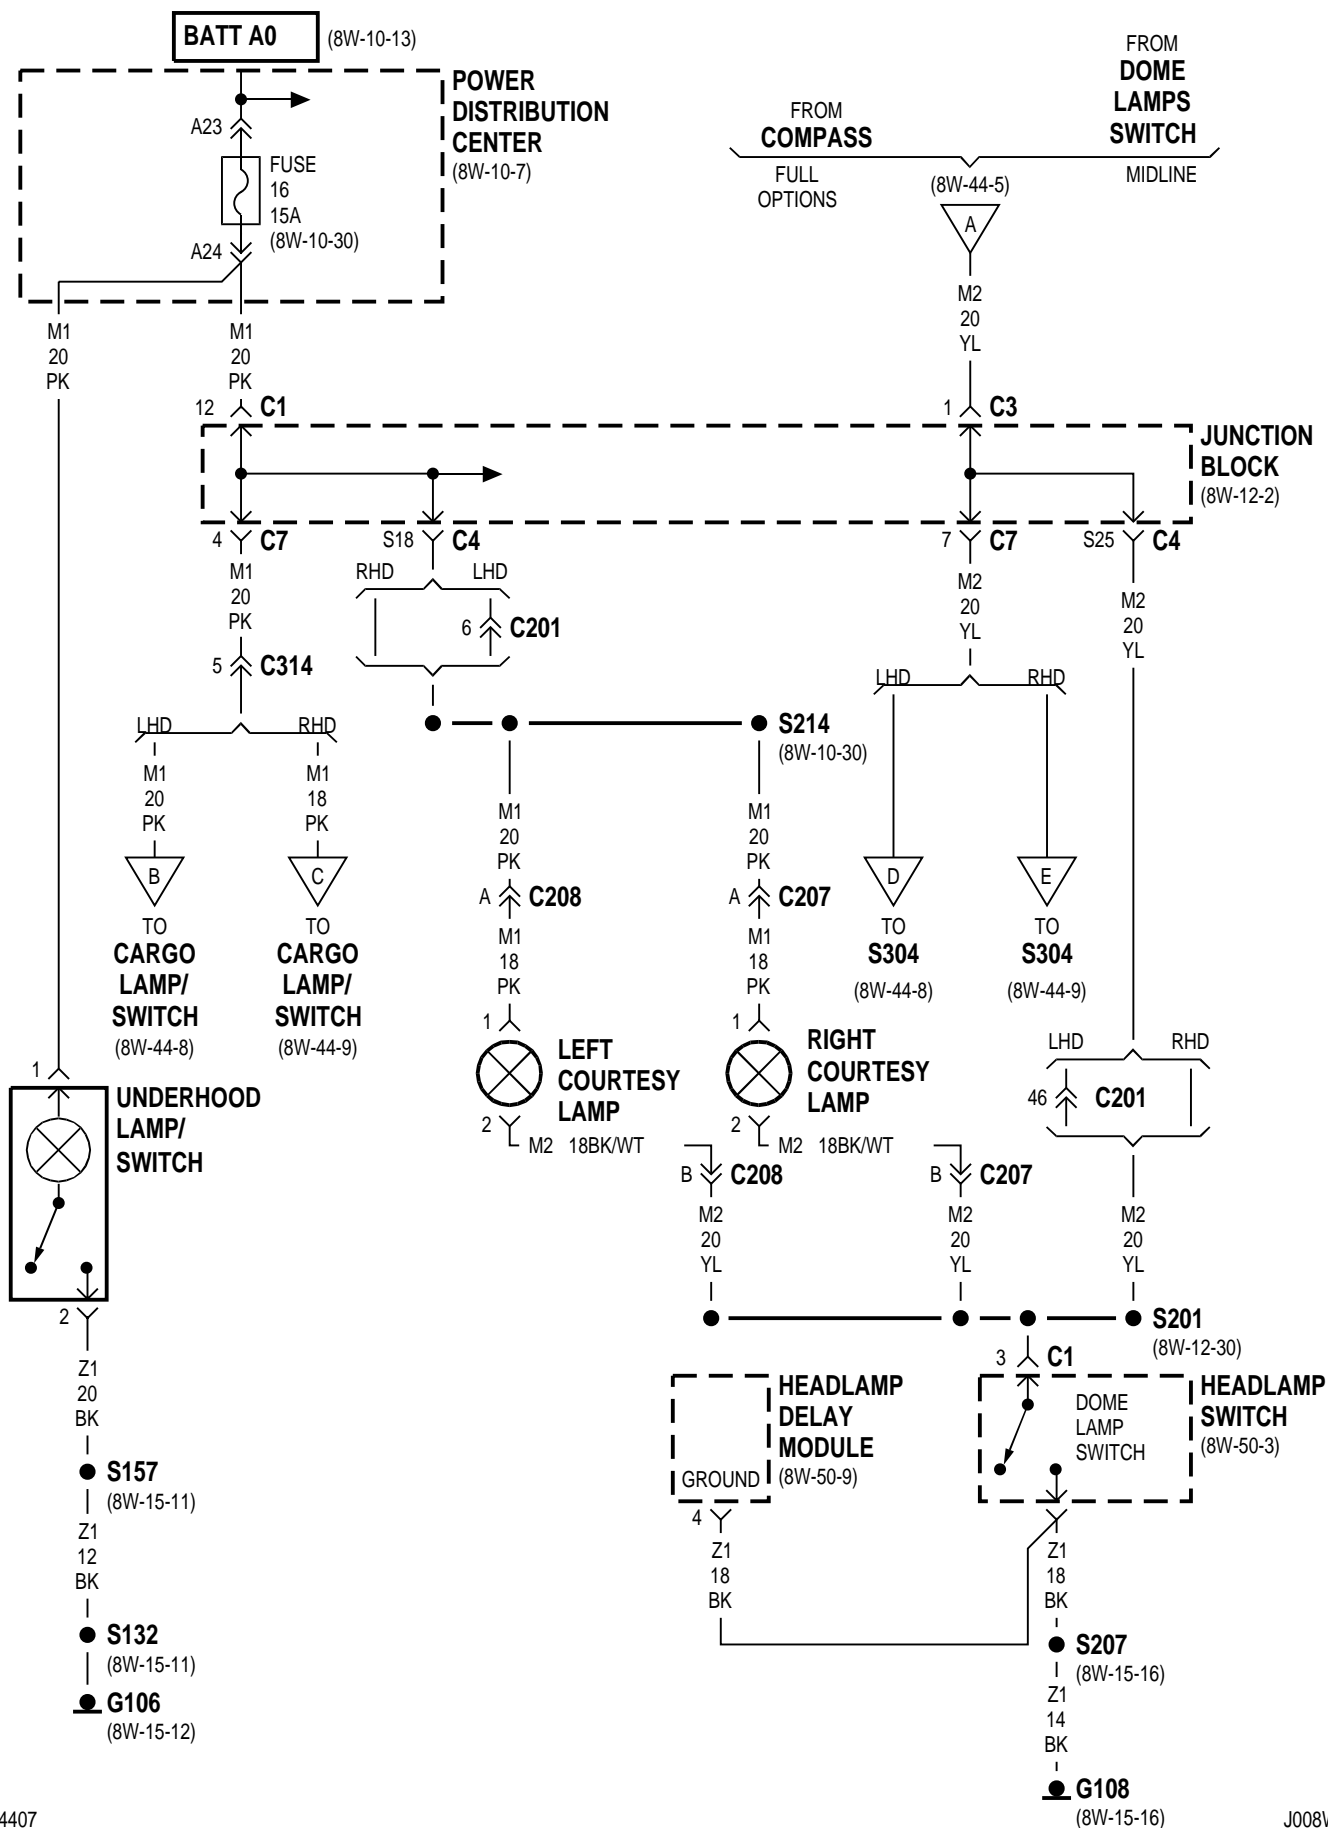 BATT A0
(8W-10-13)
POWER
DISTRIBUTION
CENTER
(8W-10-7)
A23
FUSE
16
15A
(8W-10-30)
A24
FROM
COMPASS
FULL
OPTIONS
FROM
DOME
LAMPS
SWITCH
MIDLINE
(8W-44-5)
A
M2
20
YL
M1
20
PK
M1
20
PK
12
C1
1
C3
JUNCTION
BLOCK
(8W-12-2)
4
C7
S18
C4
7
C7
S25
C4
M1
20
PK
RHD
LHD
6
C201
M2
20
YL
M2
20
YL
5
C314
LHD
RHD
LHD
RHD
S214
(8W-10-30)
M1
20
PK
M1
18
PK
M1
20
PK
M1
20
PK
B
C
D
E
A
C208
A
C207
TO
CARGO
LAMP/
SWITCH
(8W-44-8)
TO
CARGO
LAMP/
SWITCH
(8W-44-9)
M1
18
PK
M1
18
PK
TO
S304
(8W-44-8)
TO
S304
(8W-44-9)
1
LEFT
COURTESY
LAMP
2
M2 18BK/WT
1
RIGHT
COURTESY
LAMP
2
M2 18BK/WT
LHD
RHD
46
C201
1
UNDERHOOD
LAMP/
SWITCH
2
B
C208
B
C207
M2
20
YL
M2
20
YL
M2
20
YL
S201
(8W-12-30)
3
C1
HEADLAMP
DELAY
MODULE
(8W-50-9)
GROUND
4
DOME
LAMP
SWITCH
HEADLAMP
SWITCH
(8W-50-3)
Z1
20
BK
S157
(8W-15-11)
Z1
12
BK
S132
(8W-15-11)
G106
(8W-15-12)
Z1
18
BK
Z1
18
BK
S207
(8W-15-16)
Z1
14
BK
G108
(8W-15-16)
4407
J008W